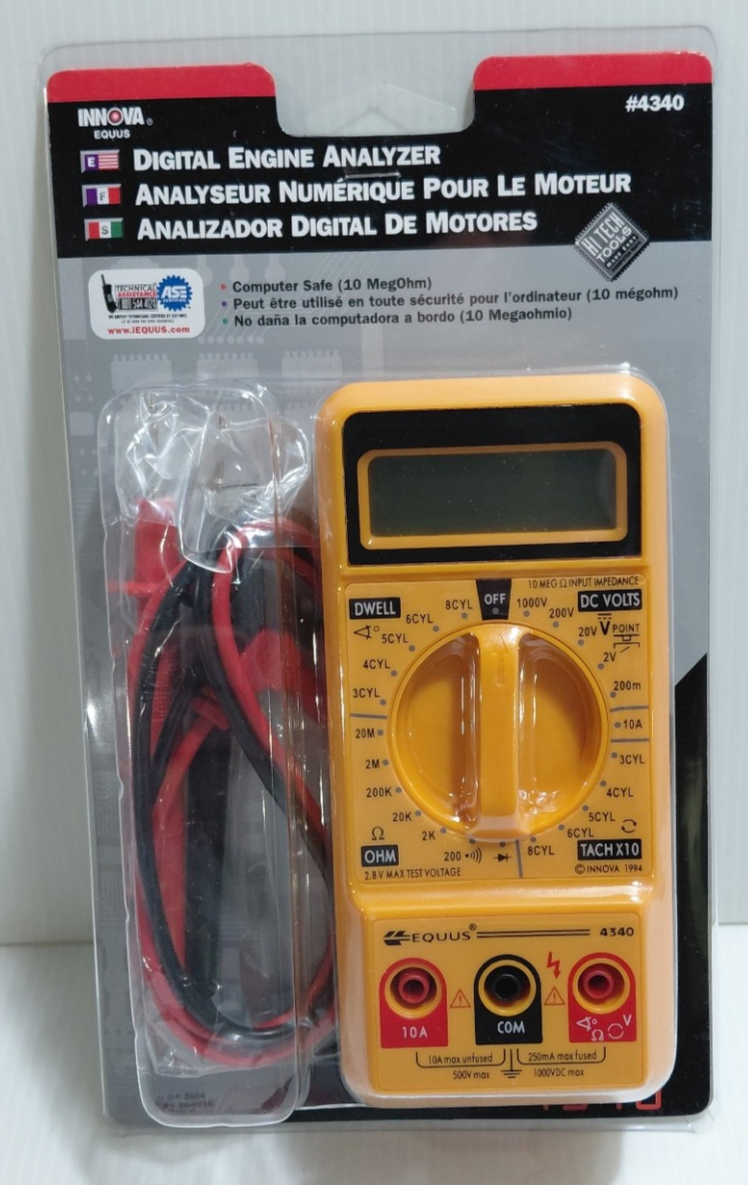 INNOVA®
EQUUS
#4340
E DIGITAL ENGINE ANALYZER
F ANALYSEUR NUMÉRIQUE POUR LE MOTEUR
S ANALIZADOR DIGITAL DE MOTORES
HI TECH
TOOLS
MADE EASY
TECHNICAL
ASSISTANCE
ASE
www.iEQUUS.com
• Computer Safe (10 MegOhm)
• Peut être utilisé en toute sécurité pour l'ordinateur (10 mégohm)
• No daña la computadora a bordo (10 Megaohmio)
10 MEG Ω INPUT IMPEDANCE
DWELL
8CYL
OFF
1000V
DC VOLTS
6CYL
200V
5CYL
20V
V
POINT
4CYL
2V
3CYL
200m
20M
10A
2M
3CYL
200K
4CYL
20K
5CYL
Ω
2K
6CYL
OHM
200
8CYL
TACH X10
2.8V MAX TEST VOLTAGE
© INNOVA 1994
EQUUS®
4340
10A
COM
Ω
V
10A max unfused
250mA max fused
500V max
1000VDC max